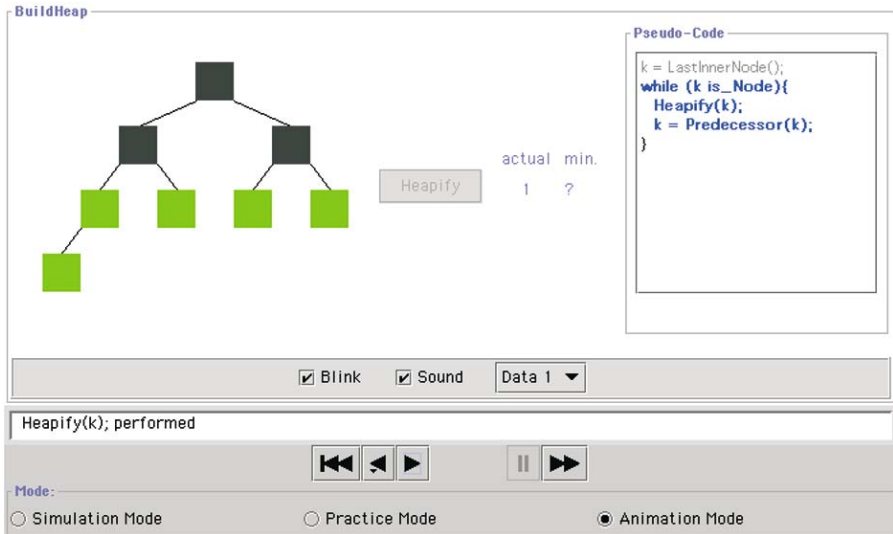 BuildHeap
Pseudo-Code
k = LastInnerNode();
while (k is_Node){
Heapify(k);
k = Predecessor(k);
}
actual min.
Heapify 1 ?
Blink Sound Data 1
Heapify(k); performed
Mode:
Simulation Mode Practice Mode Animation Mode